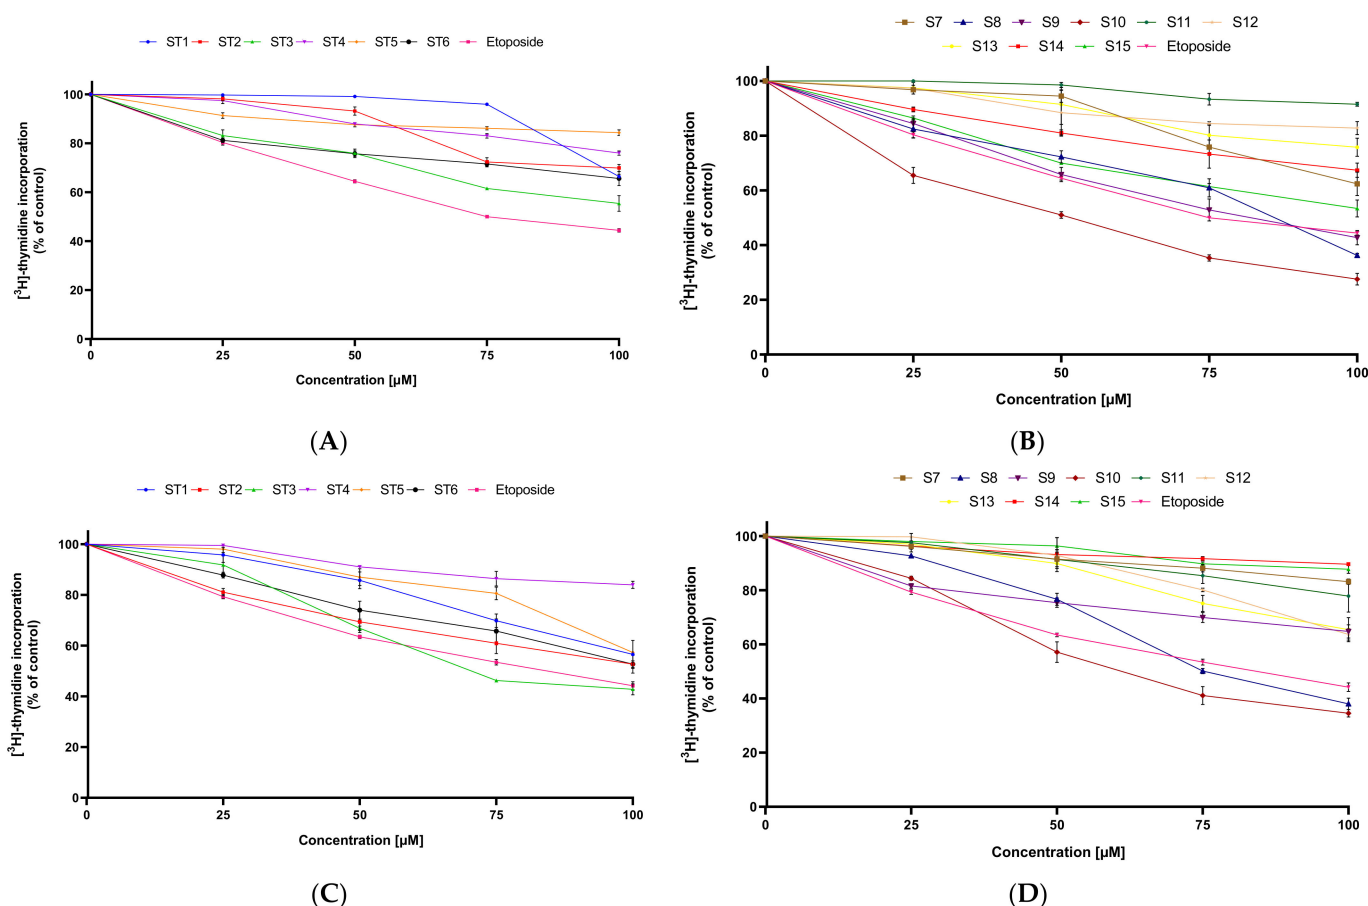 ST1 ST2 ST3 ST4 ST5 ST6 Etoposide
100
80
60
40
20
0
0 25 50 75 100
[³H]-thymidine incorporation
(% of control)
Concentration [µM]
(A)
S7 S8 S9 S10 S11 S12
S13 S14 S15 Etoposide
100
80
60
40
20
0
0 25 50 75 100
[³H]-thymidine incorporation
(% of control)
Concentration [µM]
(B)
ST1 ST2 ST3 ST4 ST5 ST6 Etoposide
100
80
60
40
20
0
0 25 50 75 100
[³H]-thymidine incorporation
(% of control)
Concentration [µM]
(C)
S7 S8 S9 S10 S11 S12
S13 S14 S15 Etoposide
100
80
60
40
20
0
0 25 50 75 100
[³H]-thymidine incorporation
(% of control)
Concentration [µM]
(D)